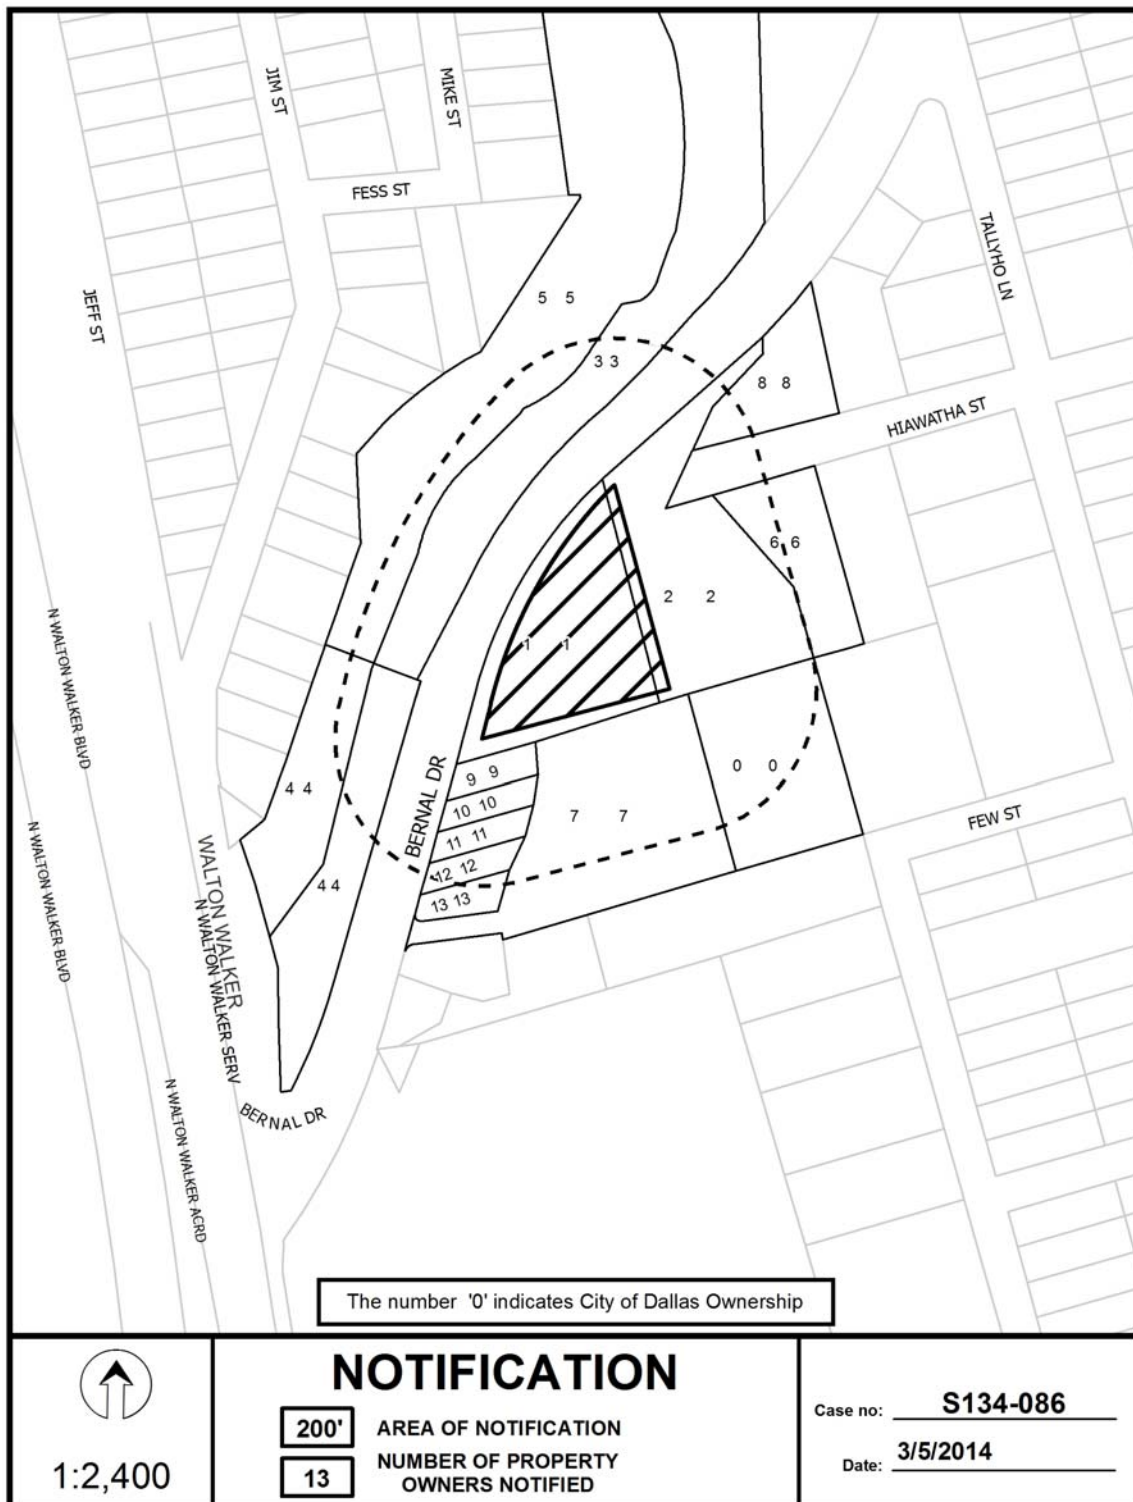 JIM ST
MIKE ST
FESS ST
TALLYHO LN
JEFF ST
5 5
3 3
8 8
HIAWATHA ST
6 6
2 2
1 1
N WALTON WALKER BLVD
0 0
9 9
4 4
BERNAL DR
10 10
7 7
FEW ST
11 11
12 12
4 4
13 13
WALTON WALKER
N WALTON WALKER SERV
N WALTON WALKER BLVD
BERNAL DR
N WALTON WALKER ACRD
The number '0' indicates City of Dallas Ownership
1:2,400
NOTIFICATION
200' AREA OF NOTIFICATION
13 NUMBER OF PROPERTY
OWNERS NOTIFIED
Case no: S134-086
Date: 3/5/2014